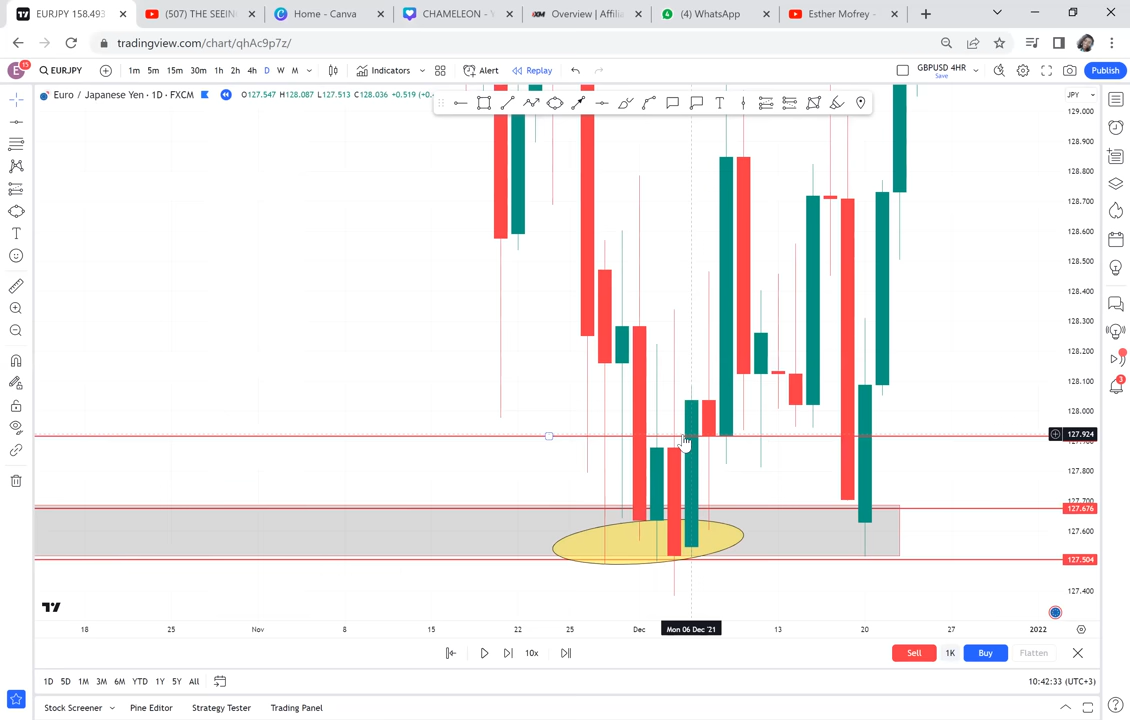 EURJPY 158.493
(507) THE SEEIN
Home - Canva
CHAMELEON - Y
Overview | Affilia
(4) WhatsApp
Esther Mofrey -
tradingview.com/chart/qhAc9p7z/
E 15 EURJPY 1m 5m 15m 30m 1h 2h 4h D W M Indicators Alert Replay GBPUSD 4HR Save Publish
Euro / Japanese Yen · 1D · FXCM O127.547 H128.087 L127.513 C128.036 +0.519
JPY
129.000
128.900
128.800
128.700
128.600
128.500
128.400
128.300
128.200
128.100
128.000
127.924
127.800
127.700
127.676
127.600
127.504
127.400
18 25 Nov 8 15 22 25 Dec Mon 06 Dec '21 13 20 27 2022
10x Sell 1K Buy Flatten
1D 5D 1M 3M 6M YTD 1Y 5Y All 10:42:33 (UTC+3)
Stock Screener Pine Editor Strategy Tester Trading Panel
3